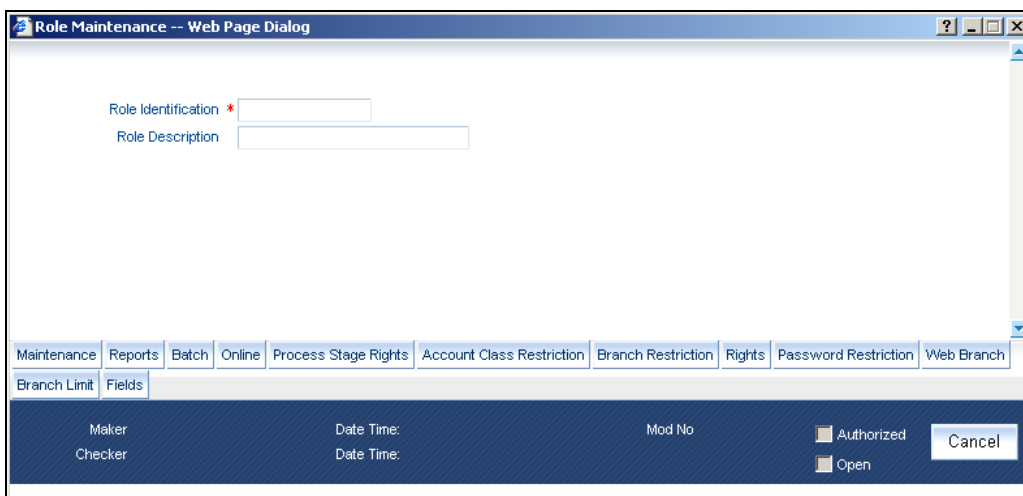 Role Maintenance -- Web Page Dialog
Role Identification *
Role Description
Maintenance Reports Batch Online Process Stage Rights Account Class Restriction Branch Restriction Rights Password Restriction Web Branch
Branch Limit Fields
Maker Date Time: Mod No Authorized Cancel
Checker Date Time: Open